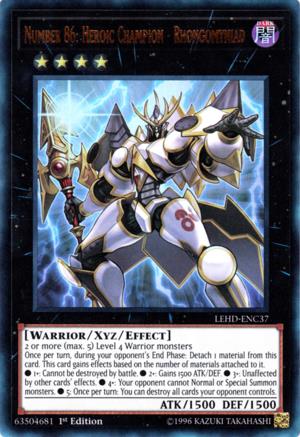 Number 86: Heroic Champion - Rhongomyniad
DARK
闇
86
LEHD-ENC37
[Warrior/Xyz/Effect]
2 or more (max. 5) Level 4 Warrior monsters
Once per turn, during your opponent's End Phase: Detach 1 material from this
card. This card gains effects based on the number of materials attached to it.
● 1+: Cannot be destroyed by battle. ● 2+: Gains 1500 ATK/DEF. ● 3+: Unaffected
by other cards' effects. ● 4+: Your opponent cannot Normal or Special Summon
monsters. ● 5+: Once per turn: You can destroy all cards your opponent controls.
ATK/1500 DEF/1500
63504681 1st Edition ©1996 KAZUKI TAKAHASHI